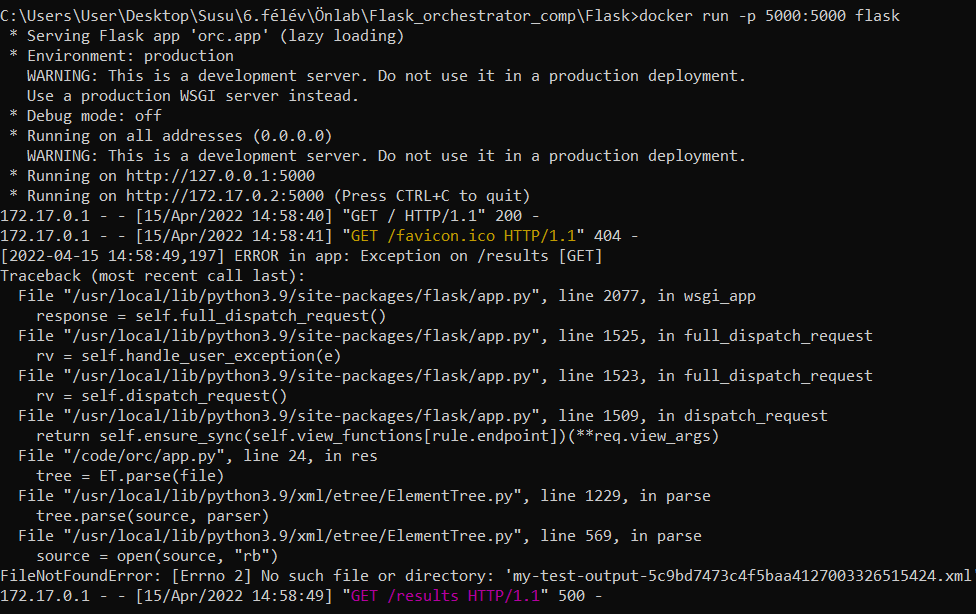 C:\Users\User\Desktop\Susu\6.félév\Önlab\Flask_orchestrator_comp\Flask>docker run -p 5000:5000 flask
 * Serving Flask app 'orc.app' (lazy loading)
 * Environment: production
   WARNING: This is a development server. Do not use it in a production deployment.
   Use a production WSGI server instead.
 * Debug mode: off
 * Running on all addresses (0.0.0.0)
   WARNING: This is a development server. Do not use it in a production deployment.
 * Running on http://127.0.0.1:5000
 * Running on http://172.17.0.2:5000 (Press CTRL+C to quit)
172.17.0.1 - - [15/Apr/2022 14:58:40] "GET / HTTP/1.1" 200 -
172.17.0.1 - - [15/Apr/2022 14:58:41] "GET /favicon.ico HTTP/1.1" 404 -
[2022-04-15 14:58:49,197] ERROR in app: Exception on /results [GET]
Traceback (most recent call last):
  File "/usr/local/lib/python3.9/site-packages/flask/app.py", line 2077, in wsgi_app
    response = self.full_dispatch_request()
  File "/usr/local/lib/python3.9/site-packages/flask/app.py", line 1525, in full_dispatch_request
    rv = self.handle_user_exception(e)
  File "/usr/local/lib/python3.9/site-packages/flask/app.py", line 1523, in full_dispatch_request
    rv = self.dispatch_request()
  File "/usr/local/lib/python3.9/site-packages/flask/app.py", line 1509, in dispatch_request
    return self.ensure_sync(self.view_functions[rule.endpoint])(**req.view_args)
  File "/code/orc/app.py", line 24, in res
    tree = ET.parse(file)
  File "/usr/local/lib/python3.9/xml/etree/ElementTree.py", line 1229, in parse
    tree.parse(source, parser)
  File "/usr/local/lib/python3.9/xml/etree/ElementTree.py", line 569, in parse
    source = open(source, "rb")
FileNotFoundError: [Errno 2] No such file or directory: 'my-test-output-5c9bd7473c4f5baa4127003326515424.xml'
172.17.0.1 - - [15/Apr/2022 14:58:49] "GET /results HTTP/1.1" 500 -